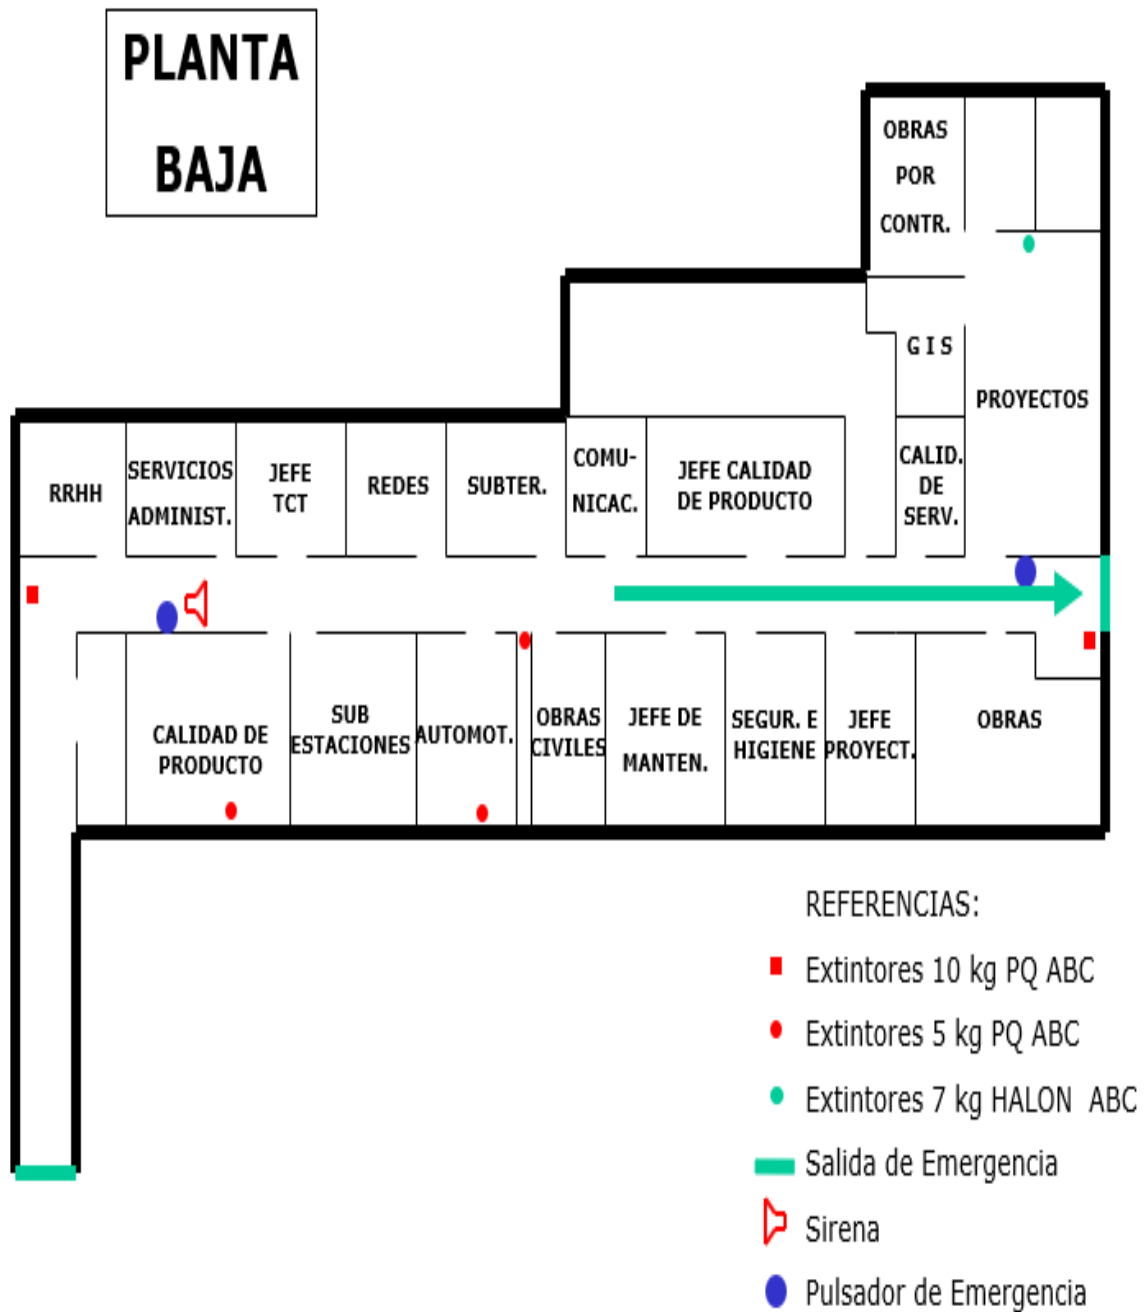 PLANTA
BAJA
OBRAS
POR
CONTR.
G I S
PROYECTOS
RRHH
SERVICIOS
ADMINIST.
JEFE
TCT
REDES
SUBTER.
COMU-
NICAC.
JEFE CALIDAD
DE PRODUCTO
CALID.
DE
SERV.
CALIDAD DE
PRODUCTO
SUB
ESTACIONES
AUTOMOT.
OBRAS
CIVILES
JEFE DE
MANTEN.
SEGUR. E
HIGIENE
JEFE
PROYECT.
OBRAS
REFERENCIAS:
Extintores 10 kg PQ ABC
Extintores 5 kg PQ ABC
Extintores 7 kg HALON ABC
Salida de Emergencia
Sirena
Pulsador de Emergencia